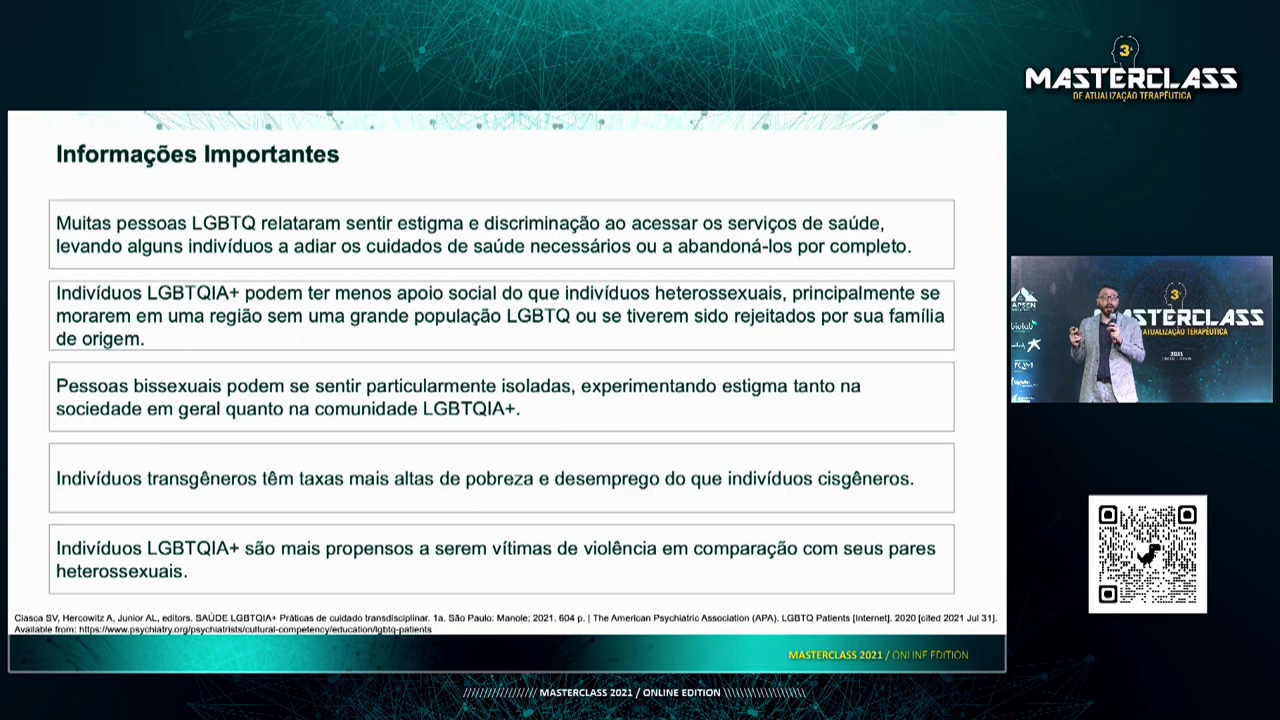 3ª
MASTERCLASS
DE ATUALIZAÇÃO TERAPÊUTICA
Informações Importantes
Muitas pessoas LGBTQ relataram sentir estigma e discriminação ao acessar os serviços de saúde,
levando alguns indivíduos a adiar os cuidados de saúde necessários ou a abandoná-los por completo.
Indivíduos LGBTQIA+ podem ter menos apoio social do que indivíduos heterossexuais, principalmente se
morarem em uma região sem uma grande população LGBTQ ou se tiverem sido rejeitados por sua família
de origem.
Pessoas bissexuais podem se sentir particularmente isoladas, experimentando estigma tanto na
sociedade em geral quanto na comunidade LGBTQIA+.
Indivíduos transgêneros têm taxas mais altas de pobreza e desemprego do que indivíduos cisgêneros.
Indivíduos LGBTQIA+ são mais propensos a serem vítimas de violência em comparação com seus pares
heterossexuais.
Ciasca SV, Hercowitz A, Junior AL, editors. SAÚDE LGBTQIA+ Práticas de cuidado transdisciplinar. 1a. São Paulo: Manole; 2021. 604 p. | The American Psychiatric Association (APA). LGBTQ Patients [Internet]. 2020 [cited 2021 Jul 31].
Available from: https://www.psychiatry.org/psychiatrists/cultural-competency/education/lgbtq-patients
MASTERCLASS 2021 / ONLINE EDITION
APSEN
biolab
3ª
MASTERCLASS
ATUALIZAÇÃO TERAPÊUTICA
2021
////////////////// MASTERCLASS 2021 / ONLINE EDITION \\\\\\\\\\\\\\\\\\\\